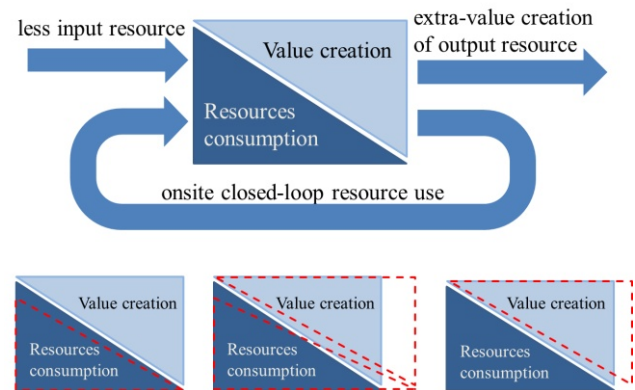 less input resource
extra-value creation
of output resource
Value creation
Resources
consumption
onsite closed-loop resource use
Value creation
Resources
consumption
Value creation
Resources
consumption
Value creation
Resources
consumption